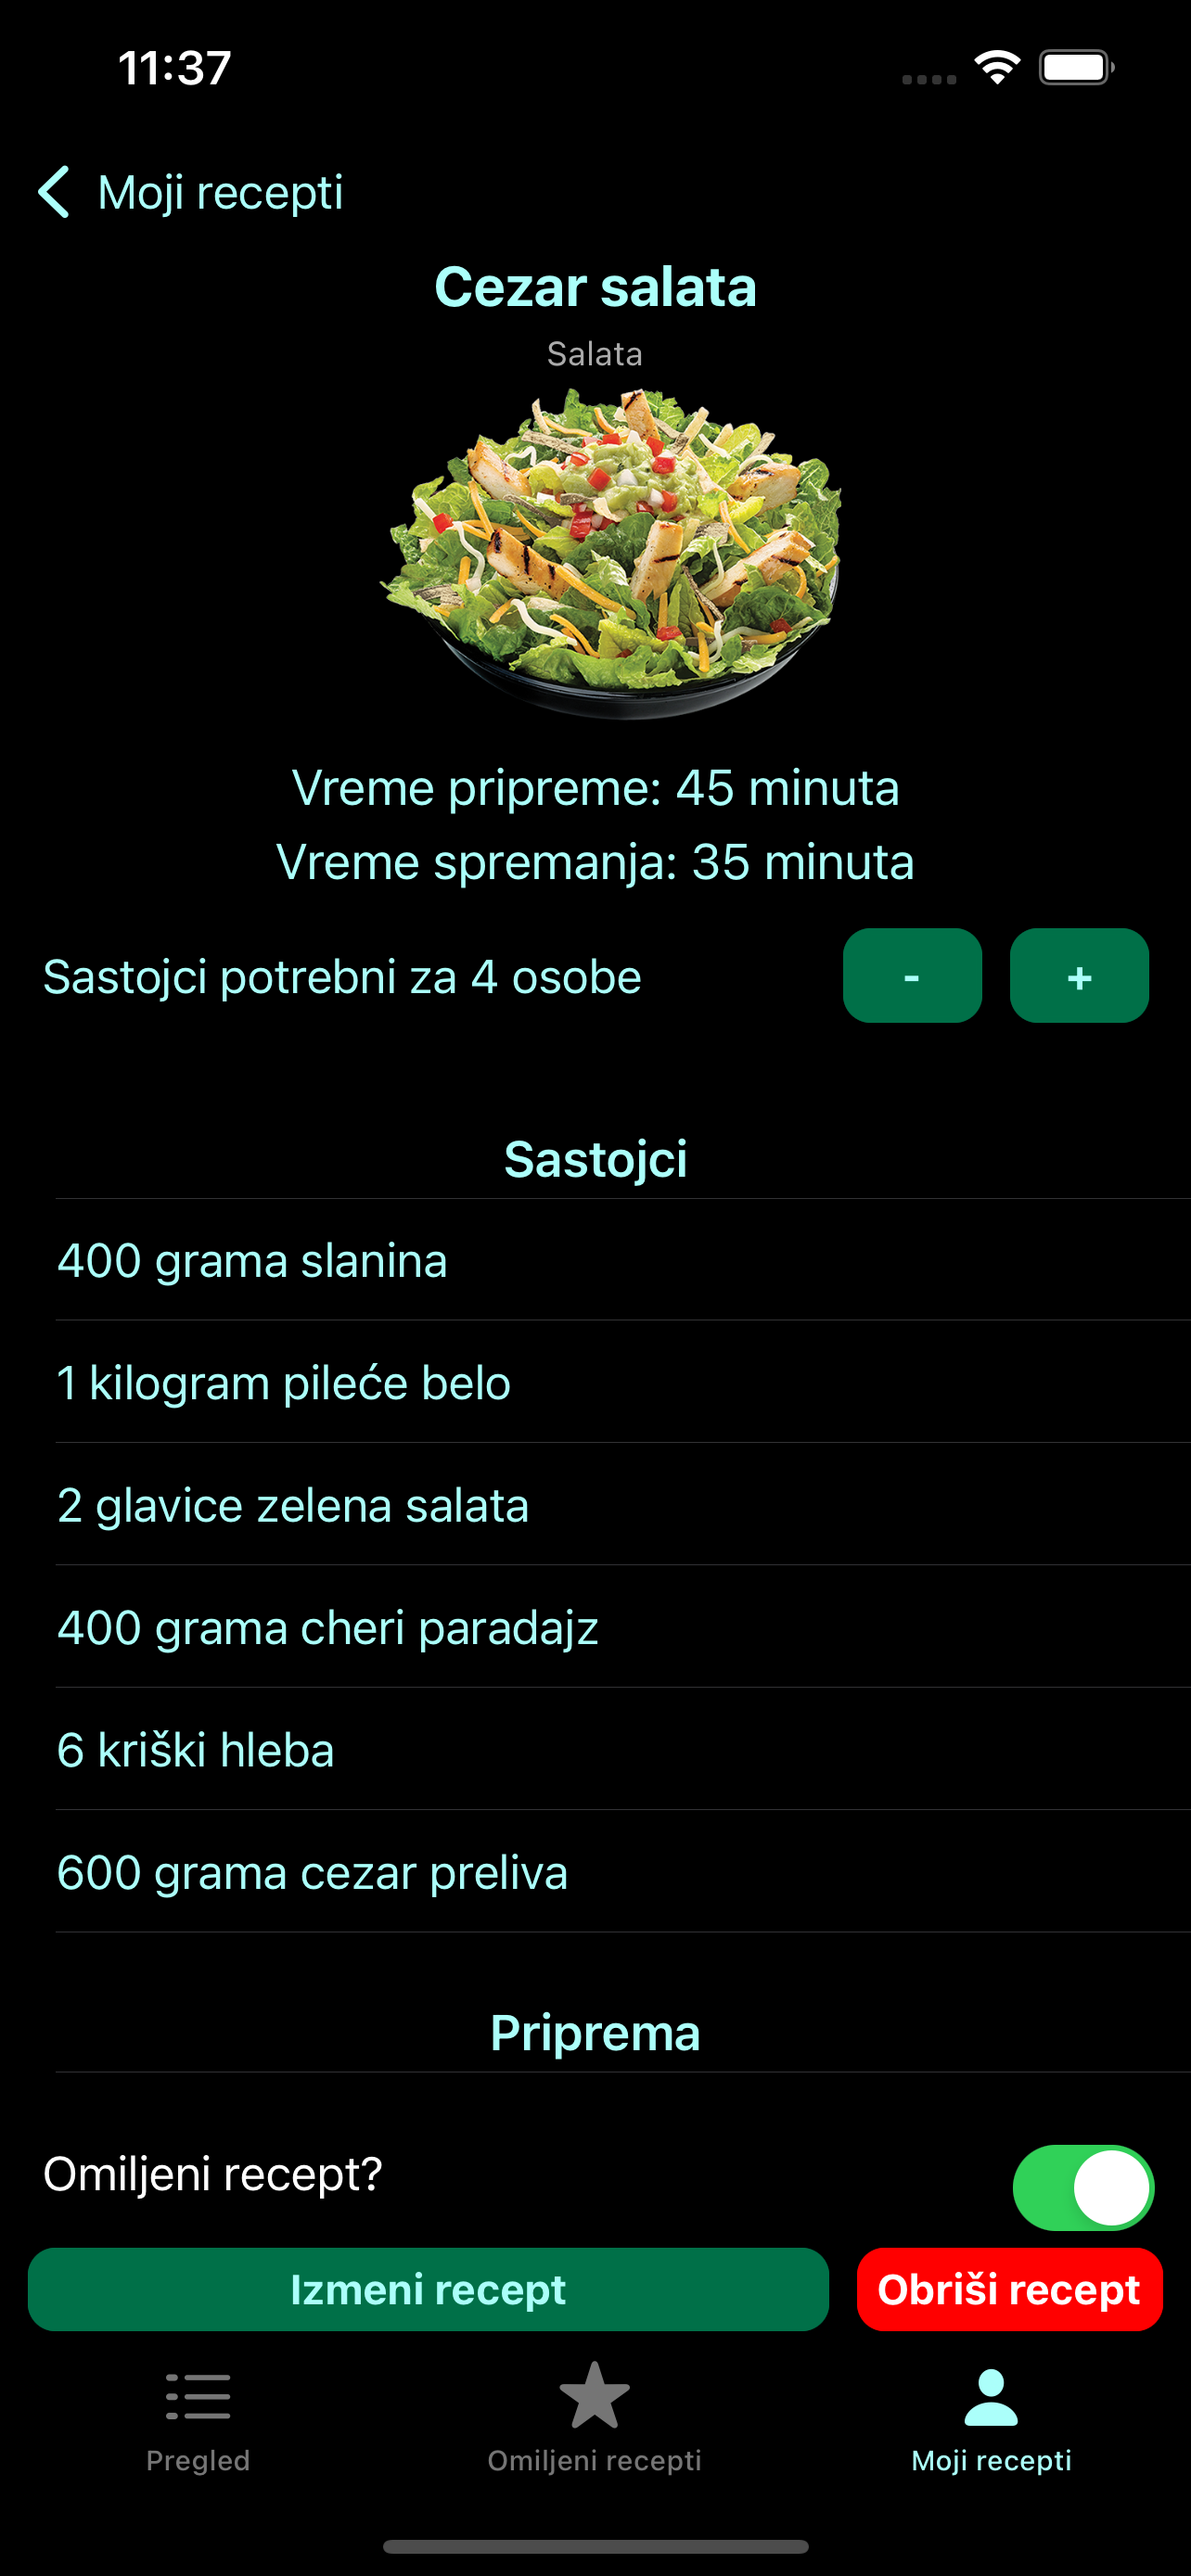 11:37
Moji recepti
Cezar salata
Salata
Vreme pripreme: 45 minuta
Vreme spremanja: 35 minuta
Sastojci potrebni za 4 osobe
- +
Sastojci
400 grama slanina
1 kilogram pileće belo
2 glavice zelena salata
400 grama cheri paradajz
6 kriški hleba
600 grama cezar preliva
Priprema
Omiljeni recept?
Izmeni recept Obriši recept
Pregled Omiljeni recepti Moji recepti